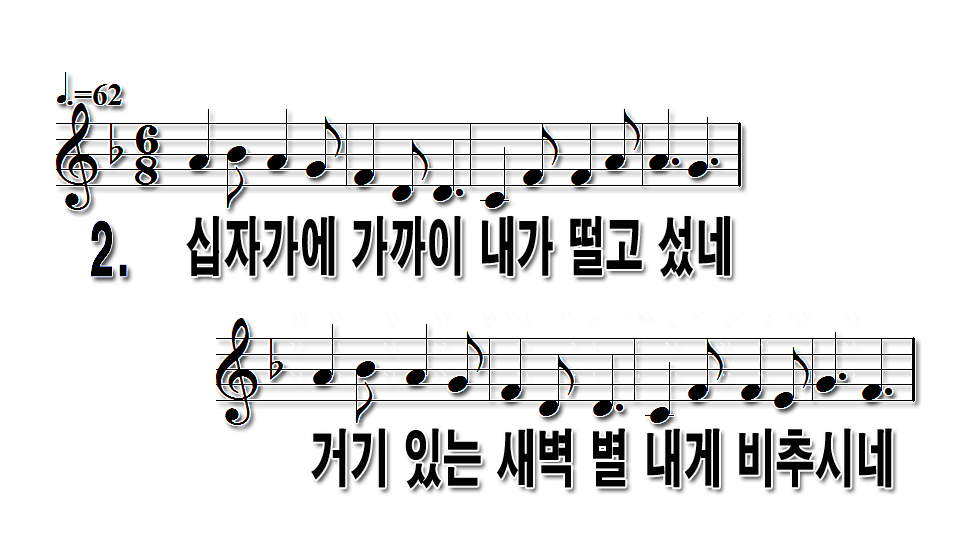 ♩.=62
6
8
2. 십자가에 가까이 내가 떨고 섰네
거기 있는 새벽 별 내게 비추시네